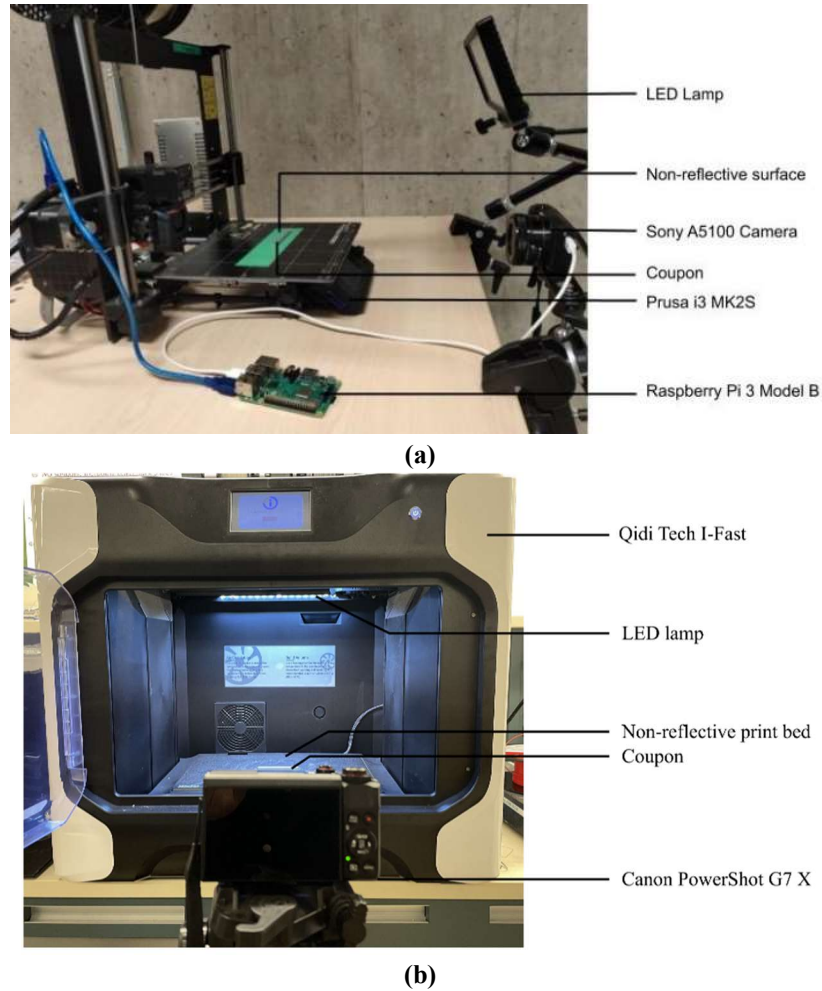 LED Lamp
Non-reflective surface
Sony A5100 Camera
Coupon
Prusa i3 MK2S
Raspberry Pi 3 Model B
(a)
Qidi Tech I-Fast
LED lamp
Non-reflective print bed
Coupon
Canon PowerShot G7 X
(b)